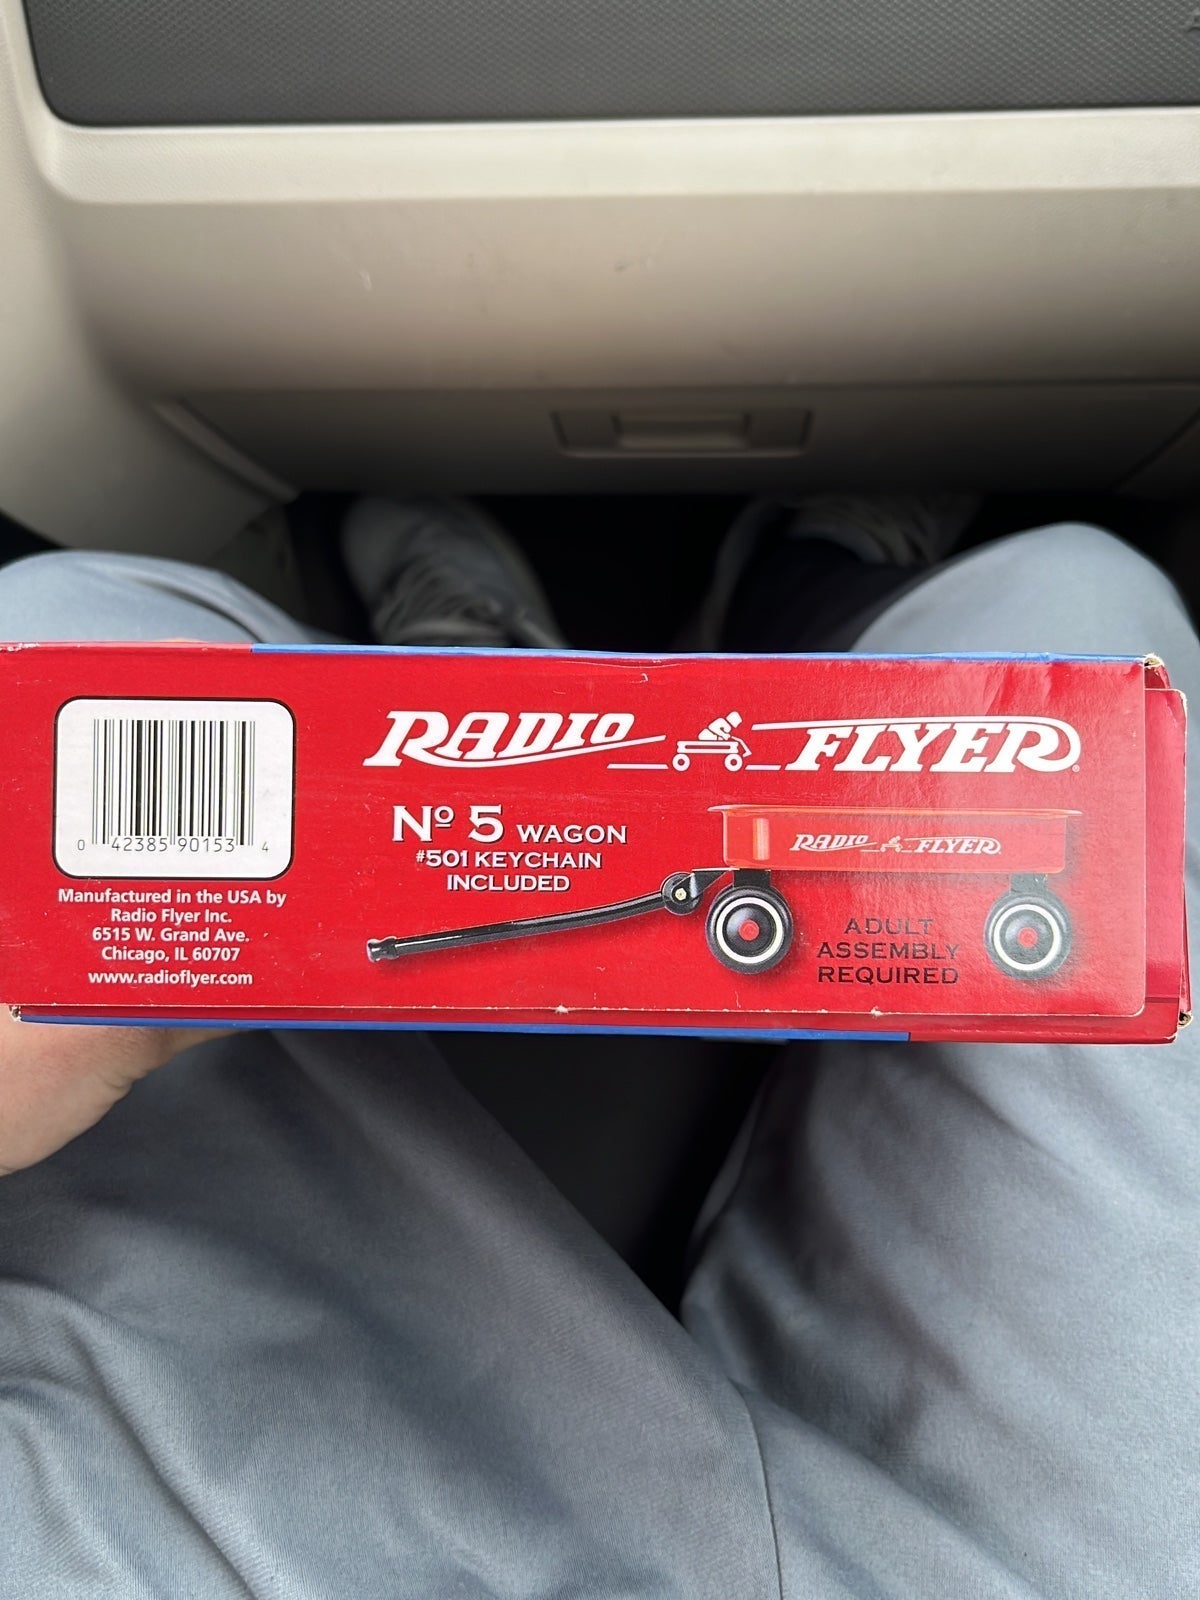 RADIO FLYER®
Nº 5 WAGON
#501 KEYCHAIN
INCLUDED
RADIO FLYER
ADULT
ASSEMBLY
REQUIRED
0 42385 90153 4
Manufactured in the USA by
Radio Flyer Inc.
6515 W. Grand Ave.
Chicago, IL 60707
www.radioflyer.com